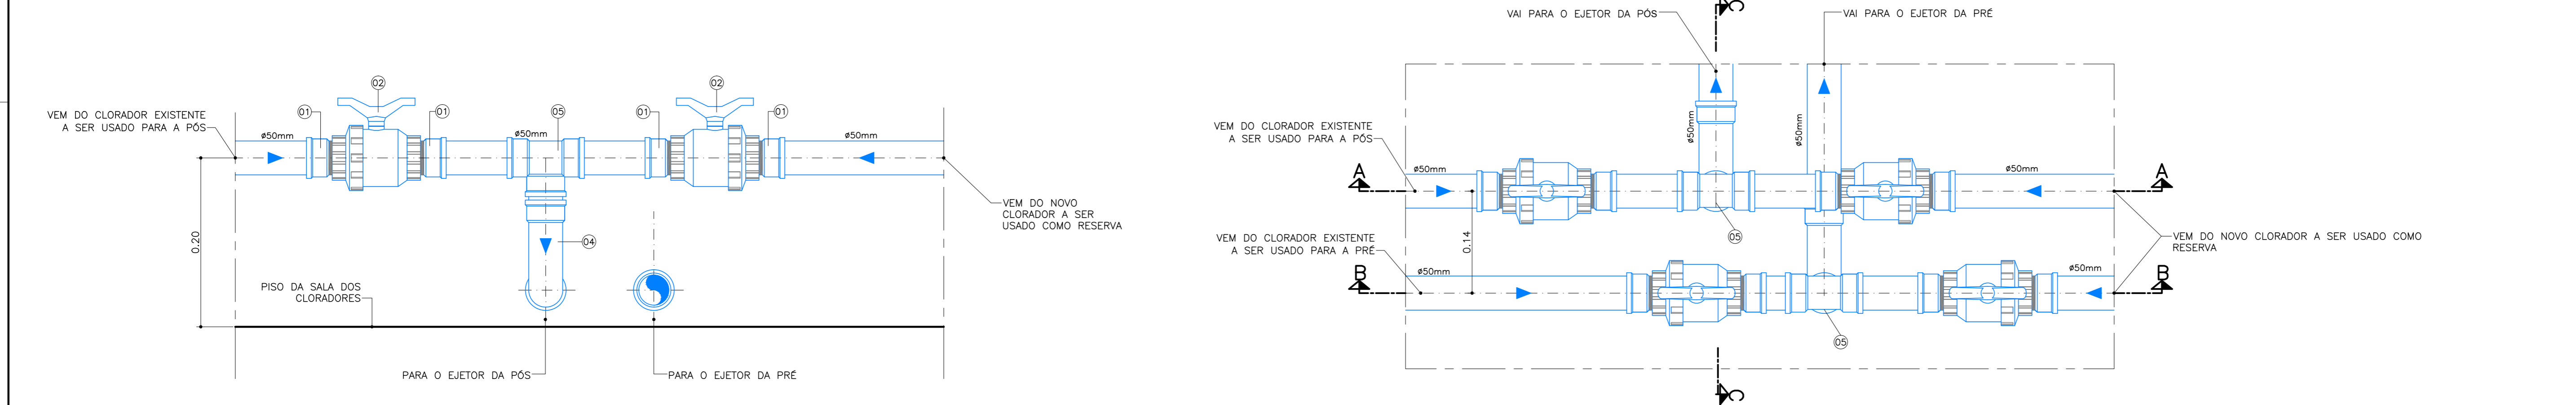 02
02
01
01
05
01
01
VEM DO CLORADOR EXISTENTE
A SER USADO PARA A PÓS
ø50mm
ø50mm
ø50mm
VEM DO NOVO
CLORADOR A SER
USADO COMO RESERVA
0.20
04
PISO DA SALA DOS
CLORADORES
PARA O EJETOR DA PÓS
PARA O EJETOR DA PRÉ
C
VAI PARA O EJETOR DA PÓS
VAI PARA O EJETOR DA PRÉ
VEM DO CLORADOR EXISTENTE
A SER USADO PARA A PÓS
ø50mm
ø50mm
A
ø50mm
ø50mm
A
05
0.14
VEM DO CLORADOR EXISTENTE
A SER USADO PARA A PRÉ
VEM DO NOVO CLORADOR A SER USADO COMO
RESERVA
B
ø50mm
ø50mm
B
05
C